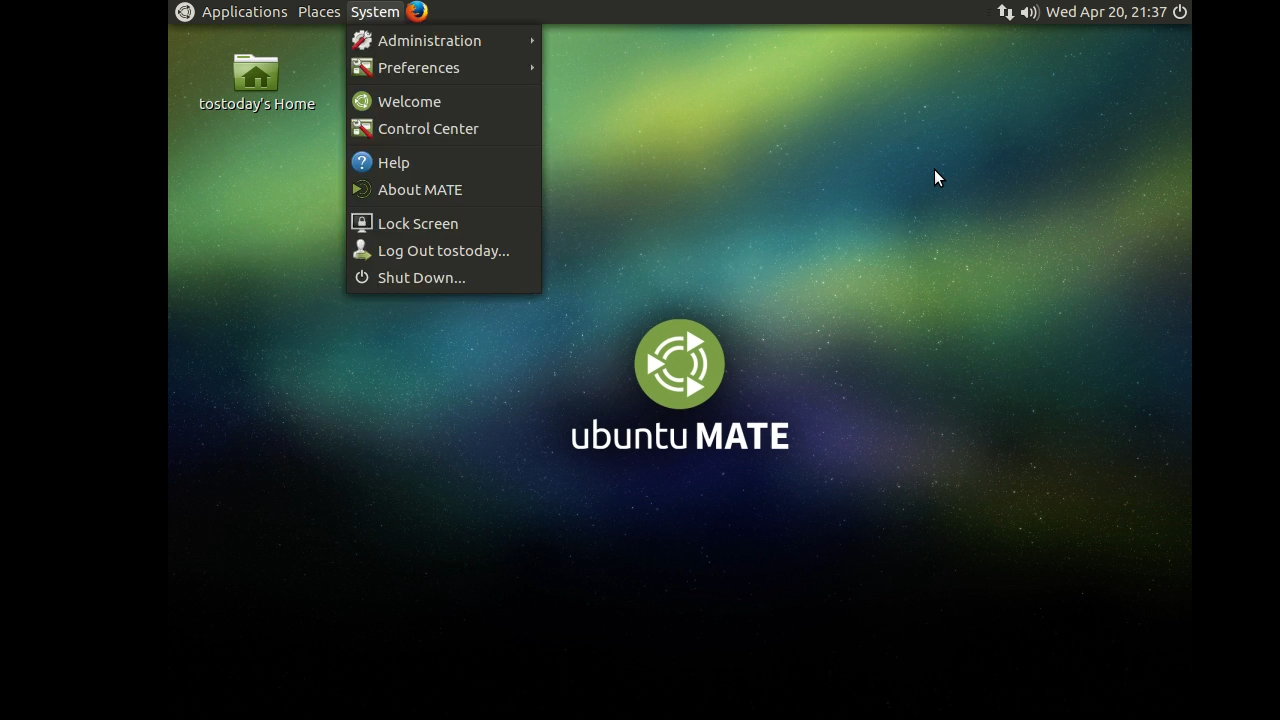 Applications Places System Wed Apr 20, 21:37
tostoday's Home
Administration
Preferences
Welcome
Control Center
Help
About MATE
Lock Screen
Log Out tostoday...
Shut Down...
ubuntu MATE